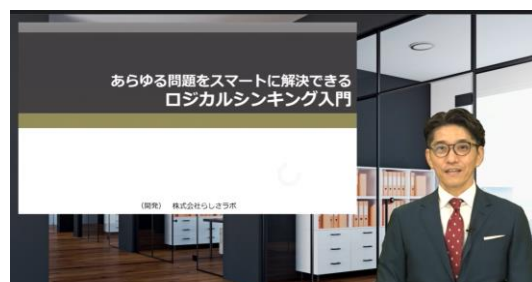 あらゆる問題をスマートに解決できる
ロジカルシンキング入門
（開発）　株式会社らしさラボ